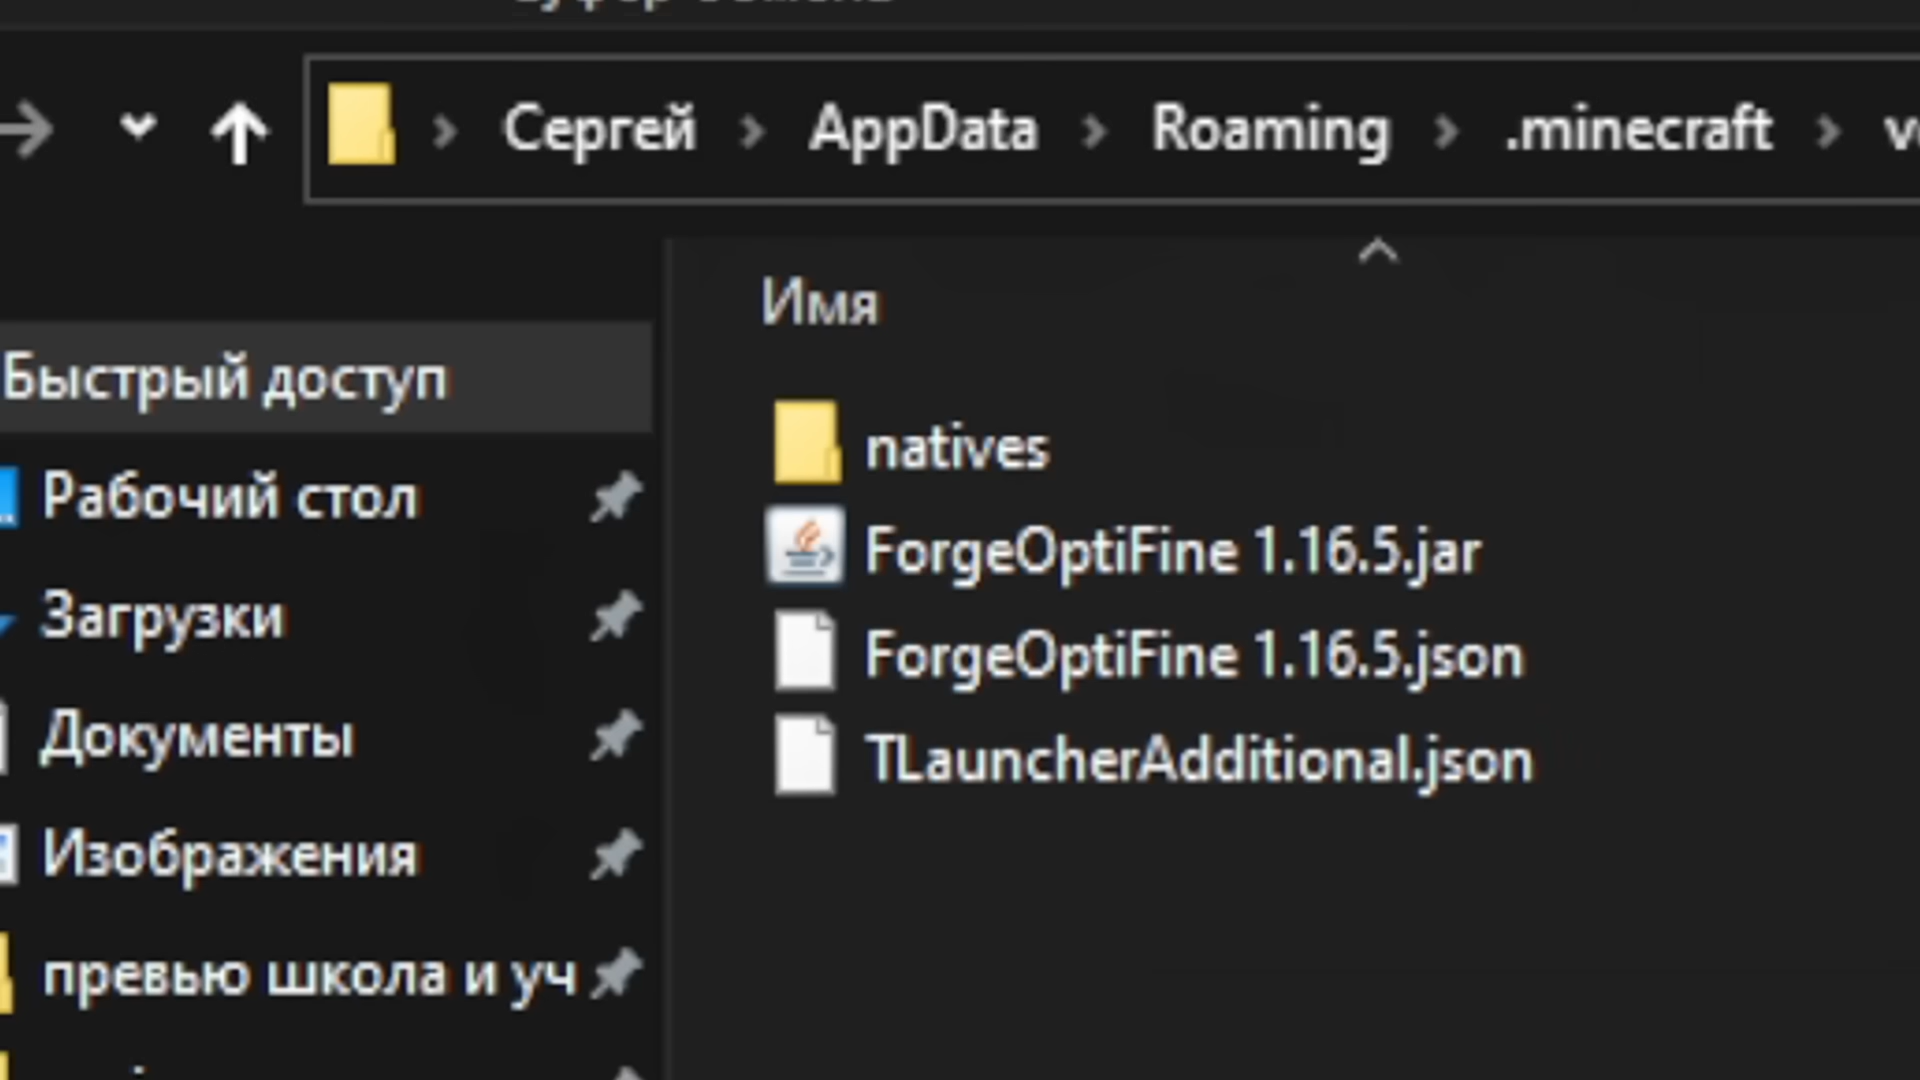 Сергей › AppData › Roaming › .minecraft ›
Имя
Быстрый доступ
Рабочий стол
Загрузки
Документы
Изображения
превью школа и уч
natives
ForgeOptiFine 1.16.5.jar
ForgeOptiFine 1.16.5.json
TLauncherAdditional.json